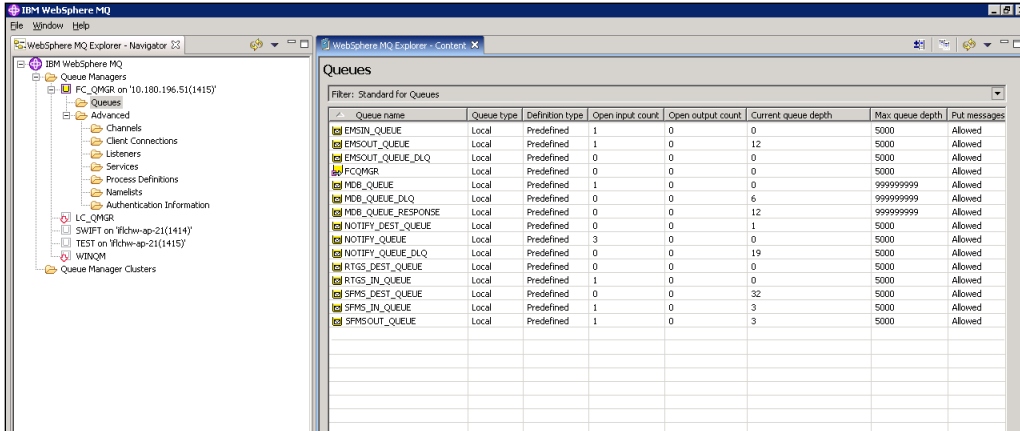 IBM WebSphere MQ
File Window Help
WebSphere MQ Explorer - Navigator
IBM WebSphere MQ
Queue Managers
FC_QMGR on '10.180.196.51(1415)'
Queues
Advanced
Channels
Client Connections
Listeners
Services
Process Definitions
Namelists
Authentication Information
LC_QMGR
SWIFT on 'iflchw-ap-21(1414)'
TEST on 'iflchw-ap-21(1415)'
WINQM
Queue Manager Clusters
WebSphere MQ Explorer - Content
Queues
Filter: Standard for Queues
Queue name Queue type Definition type Open input count Open output count Current queue depth Max queue depth Put messages
EMSIN_QUEUE Local Predefined 1 0 0 5000 Allowed
EMSOUT_QUEUE Local Predefined 1 0 12 5000 Allowed
EMSOUT_QUEUE_DLQ Local Predefined 0 0 0 5000 Allowed
FCQMGR Local Predefined 0 0 0 5000 Allowed
MDB_QUEUE Local Predefined 1 0 0 999999999 Allowed
MDB_QUEUE_DLQ Local Predefined 0 0 6 999999999 Allowed
MDB_QUEUE_RESPONSE Local Predefined 0 0 12 999999999 Allowed
NOTIFY_DEST_QUEUE Local Predefined 0 0 1 5000 Allowed
NOTIFY_QUEUE Local Predefined 3 0 0 5000 Allowed
NOTIFY_QUEUE_DLQ Local Predefined 0 0 19 5000 Allowed
RTGS_DEST_QUEUE Local Predefined 0 0 0 5000 Allowed
RTGS_IN_QUEUE Local Predefined 1 0 0 5000 Allowed
SFMS_DEST_QUEUE Local Predefined 0 0 32 5000 Allowed
SFMS_IN_QUEUE Local Predefined 1 0 3 5000 Allowed
SFMSOUT_QUEUE Local Predefined 1 0 3 5000 Allowed